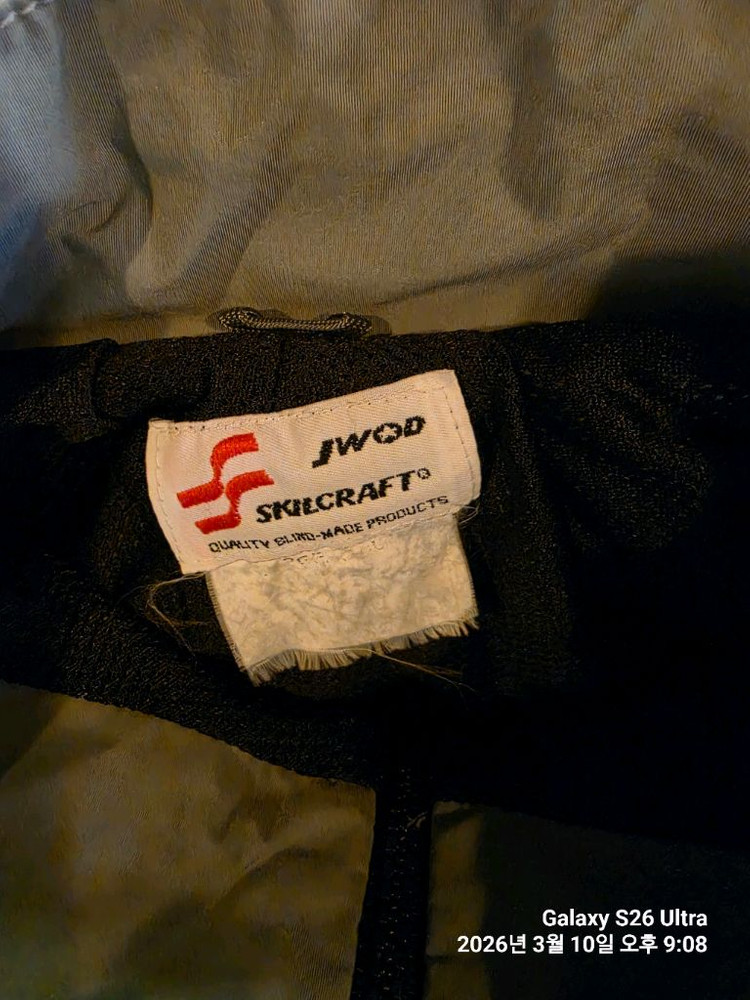 JWOD
SKILCRAFT®
QUALITY BLIND-MADE PRODUCTS
Galaxy S26 Ultra
2026년 3월 10일 오후 9:08